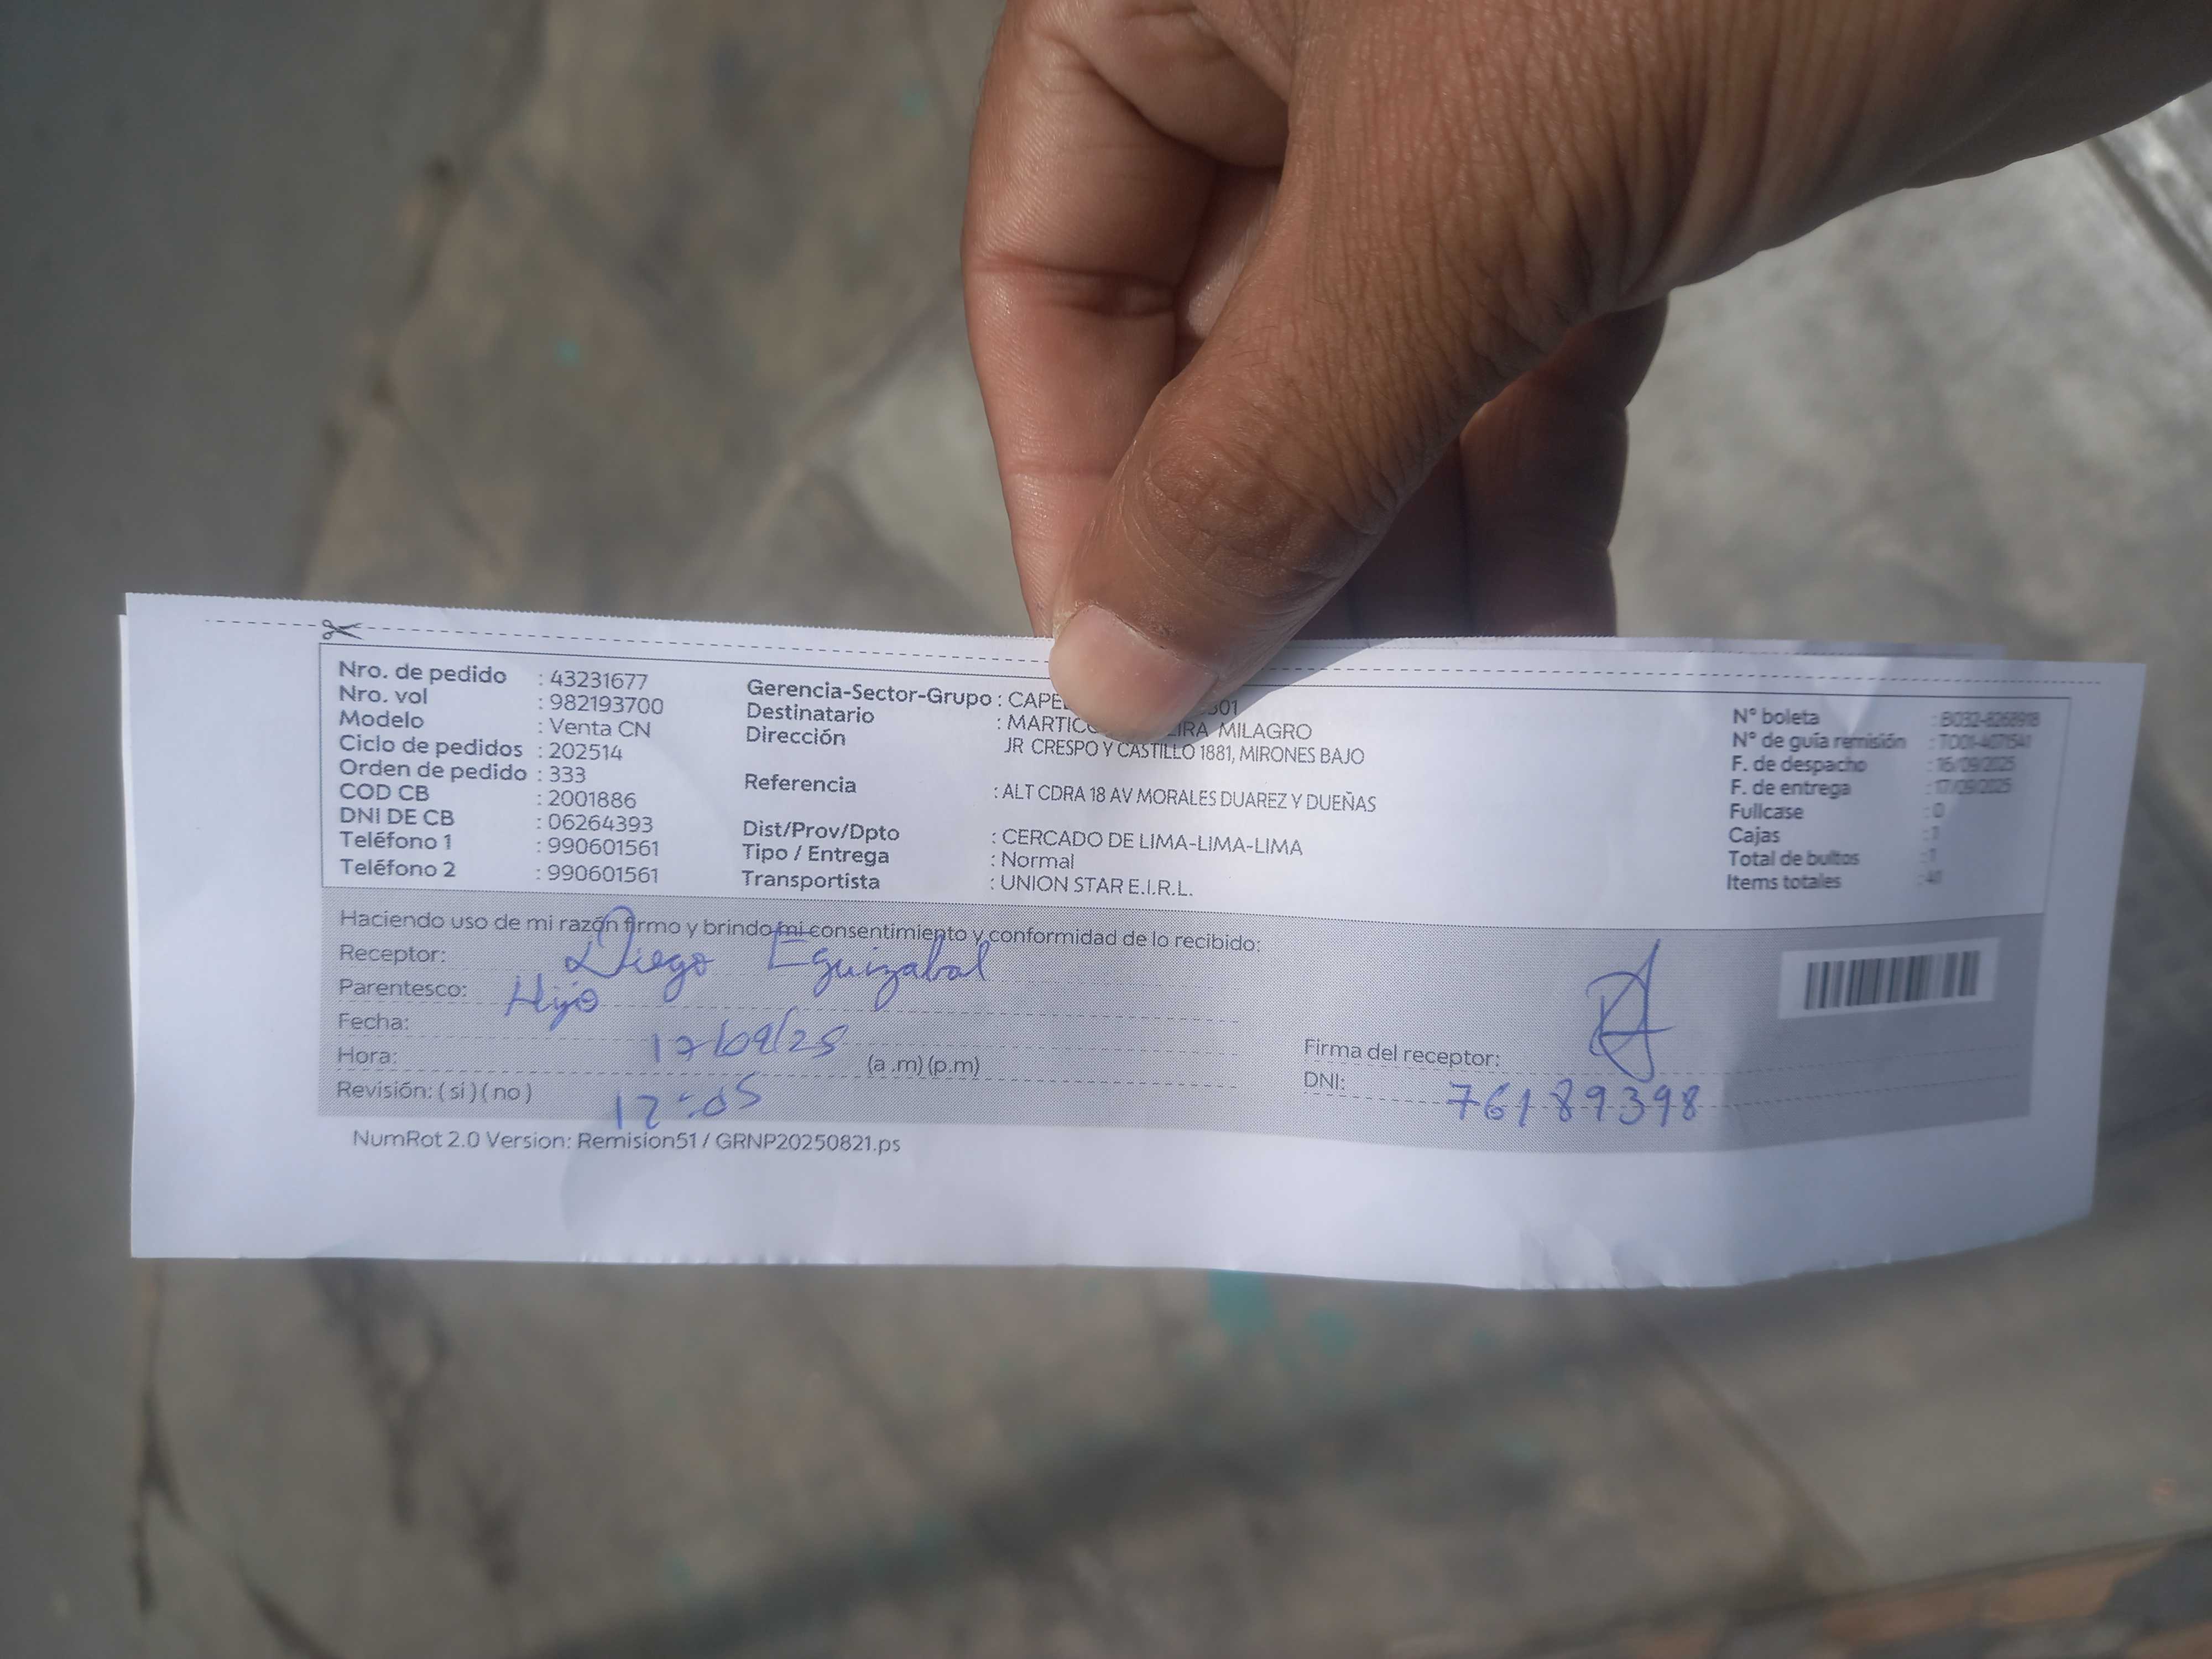 Nro. de pedido : 43231677
Nro. vol : 982193700
Modelo : Venta CN
Ciclo de pedidos : 202514
Orden de pedido : 333
COD CB : 2001886
DNI DE CB : 06264393
Teléfono 1 : 990601561
Teléfono 2 : 990601561
Gerencia-Sector-Grupo :
Destinatario : MILAGRO
Dirección JR CRESPO Y CASTILLO 1881, MIRONES BAJO
Referencia : ALT CDRA 18 AV MORALES DUAREZ Y DUEÑAS
Dist/Prov/Dpto : CERCADO DE LIMA-LIMA-LIMA
Tipo / Entrega : Normal
Transportista : UNION STAR E.I.R.L.
N° boleta : B032-8268918
N° de guía remisión : T001-4071541
F. de despacho : 16/09/2025
F. de entrega : 17/09/2025
Fullcase : 0
Cajas : 1
Total de bultos : 1
Items totales
Haciendo uso de mi razón firmo y brindo mi consentimiento y conformidad de lo recibido:
Receptor: Diego Eguizabal
Parentesco: Hijo
Fecha: 17/09/25
Hora: (a .m) (p.m)
Revisión: ( si ) ( no ) 12:05
Firma del receptor:
DNI: 76189398
NumRot 2.0 Version: Remision51 / GRNP20250821.ps